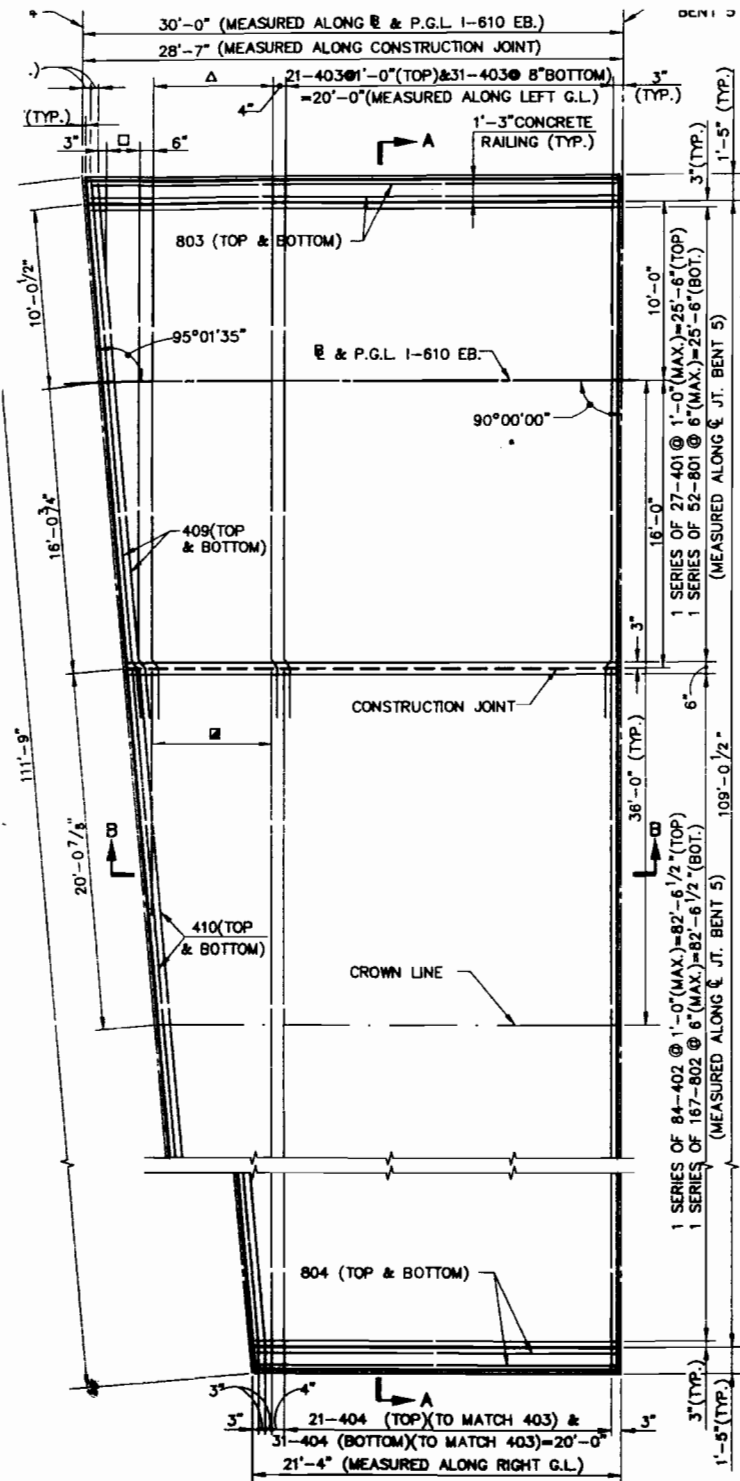 BENT 5
30'-0" (MEASURED ALONG ⅊ & P.G.L. I-610 EB.)
28'-7" (MEASURED ALONG CONSTRUCTION JOINT)
Δ
4"
21-403@1'-0"(TOP)&31-403@ 8"BOTTOM)
=20'-0"(MEASURED ALONG LEFT G.L.)
3"
(TYP.)
(TYP.)
3"
□
6"
A
1'-3"CONCRETE
RAILING (TYP.)
3"(TYP.)
1'-5" (TYP.)
803 (TOP & BOTTOM)
10'-0 1/2"
95°01'35"
⅊ & P.G.L. I-610 EB.
90°00'00"
10'-0"
1 SERIES OF 27-401 @ 1'-0"(MAX.)=25'-6"(TOP)
1 SERIES OF 52-801 @ 6"(MAX.)=25'-6"(BOT.)
(MEASURED ALONG ℄ JT. BENT 5)
16'-0 3/4"
409(TOP
& BOTTOM)
16'-0"
3"
CONSTRUCTION JOINT
6"
111'-9"
20'-0 7/8"
36'-0" (TYP.)
109'-0 1/2"
B
B
410(TOP
& BOTTOM)
CROWN LINE
1 SERIES OF 84-402 @ 1'-0"(MAX.)=82'-6 1/2"(TOP)
1 SERIES OF 167-802 @ 6"(MAX.)=82'-6 1/2"(BOT.)
(MEASURED ALONG ℄ JT. BENT 5)
804 (TOP & BOTTOM)
3"(TYP.)
1'-5"(TYP.)
3"
3"
4"
A
21-404 (TOP)(TO MATCH 403) &
31-404 (BOTTOM)(TO MATCH 403)=20'-0"
3"
21'-4" (MEASURED ALONG RIGHT G.L.)